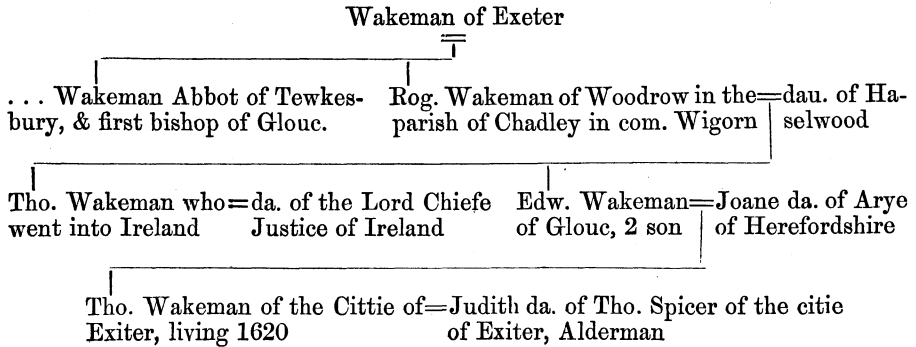 Wakeman of Exeter
... Wakeman Abbot of Tewkes-
bury, & first bishop of Glouc.
Rog. Wakeman of Woodrow in the=dau. of Ha-
parish of Chadley in com. Wigorn selwood
Tho. Wakeman who=da. of the Lord Chiefe
went into Ireland Justice of Ireland
Edw. Wakeman=Joane da. of Arye
of Glouc, 2 son of Herefordshire
Tho. Wakeman of the Cittie of=Judith da. of Tho. Spicer of the citie
Exiter, living 1620 of Exiter, Alderman